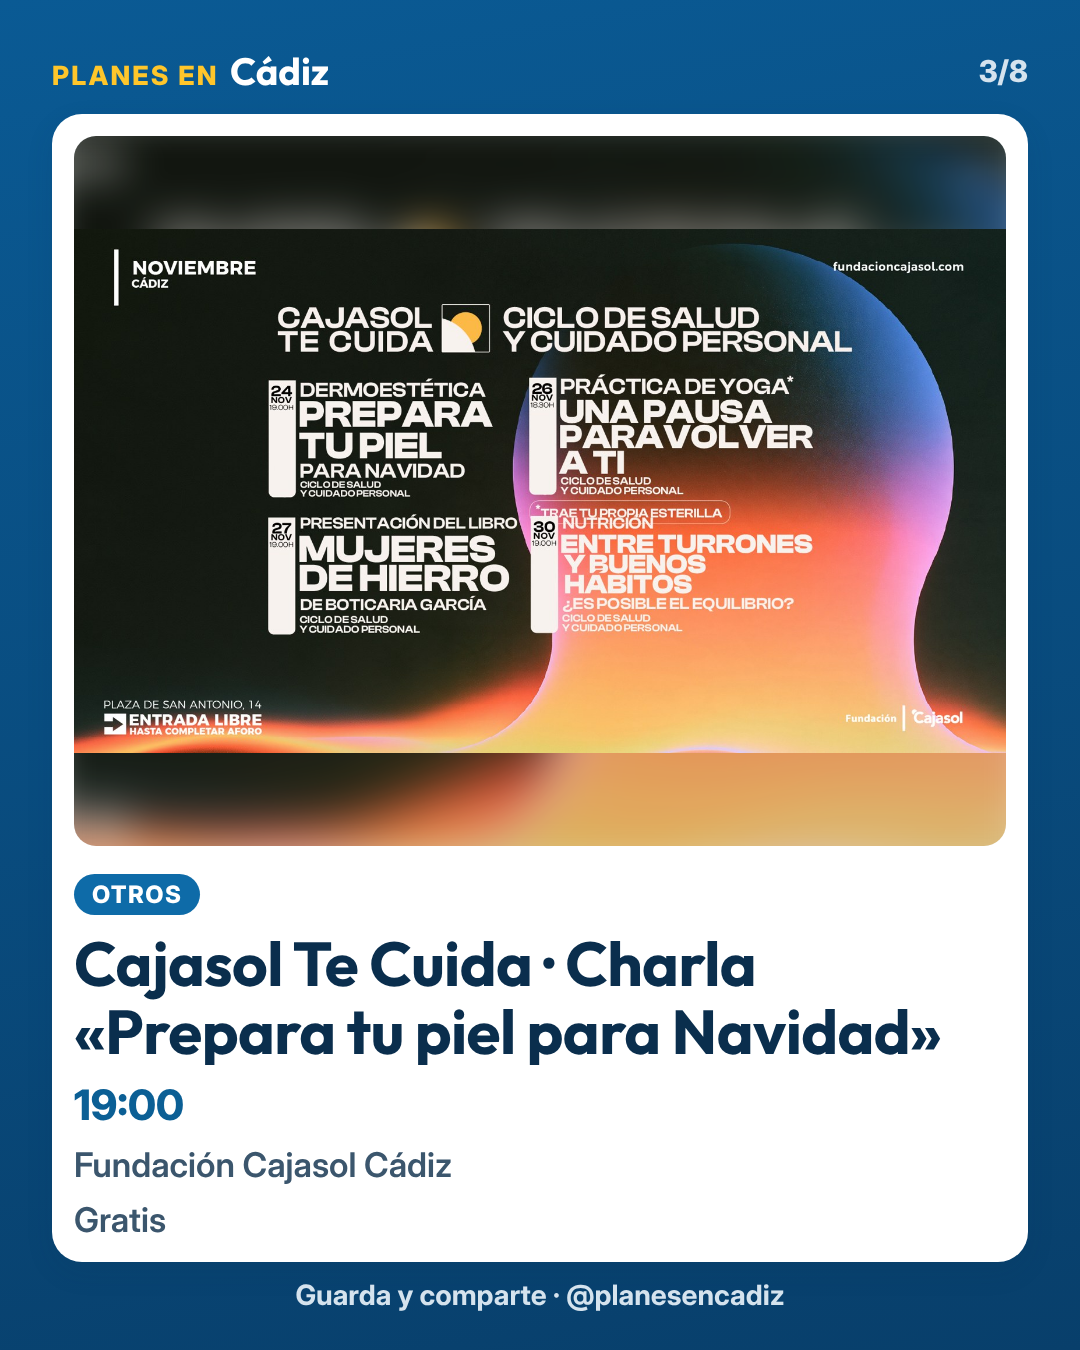 PLANES EN Cádiz
3/8
NOVIEMBRE
CÁDIZ
fundacioncajasol.com
CAJASOL
TE CUIDA
CICLO DE SALUD
Y CUIDADO PERSONAL
24
NOV
19:00H
DERMOESTÉTICA
PREPARA
TU PIEL
PARA NAVIDAD
CICLO DE SALUD
Y CUIDADO PERSONAL
26
NOV
18:30H
PRÁCTICA DE YOGA*
UNA PAUSA
PARA VOLVER
A TI
CICLO DE SALUD
Y CUIDADO PERSONAL
*TRAE TU PROPIA ESTERILLA
27
NOV
19:00H
PRESENTACIÓN DEL LIBRO
MUJERES
DE HIERRO
DE BOTICARIA GARCÍA
CICLO DE SALUD
Y CUIDADO PERSONAL
30
NOV
19:00H
NUTRICIÓN
ENTRE TURRONES
Y BUENOS
HÁBITOS
¿ES POSIBLE EL EQUILIBRIO?
CICLO DE SALUD
Y CUIDADO PERSONAL
PLAZA DE SAN ANTONIO, 14
ENTRADA LIBRE
HASTA COMPLETAR AFORO
Fundación Cajasol
OTROS
Cajasol Te Cuida · Charla
«Prepara tu piel para Navidad»
19:00
Fundación Cajasol Cádiz
Gratis
Guarda y comparte · @planesencadiz